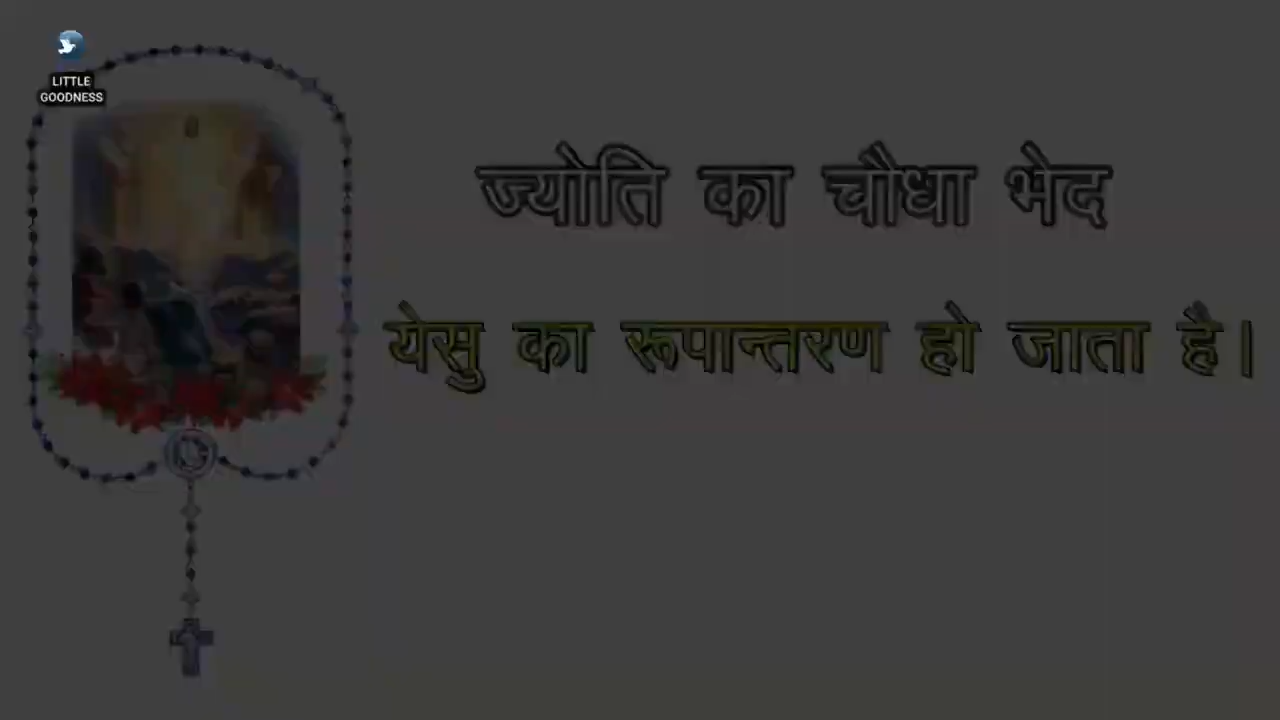 LITTLE
GOODNESS
ज्योति का चौधा भेद
येसु का रूपान्तरण हो जाता है।